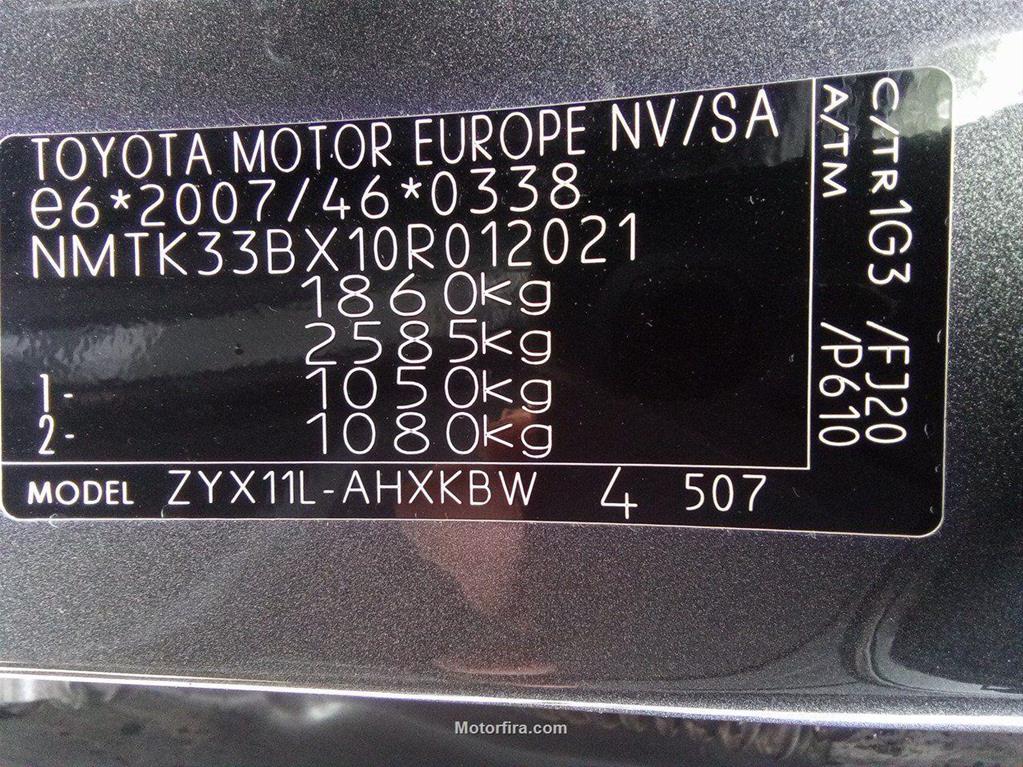 TOYOTA MOTOR EUROPE NV/SA
e6*2007/46*0338
NMTK33BX10R012021
1860kg
2585kg
1- 1050kg
2- 1080kg
MODEL ZYX11L-AHXKBW 4 507
C/TR1G3 /FJ20
A/TM /P610
Motorfira.com